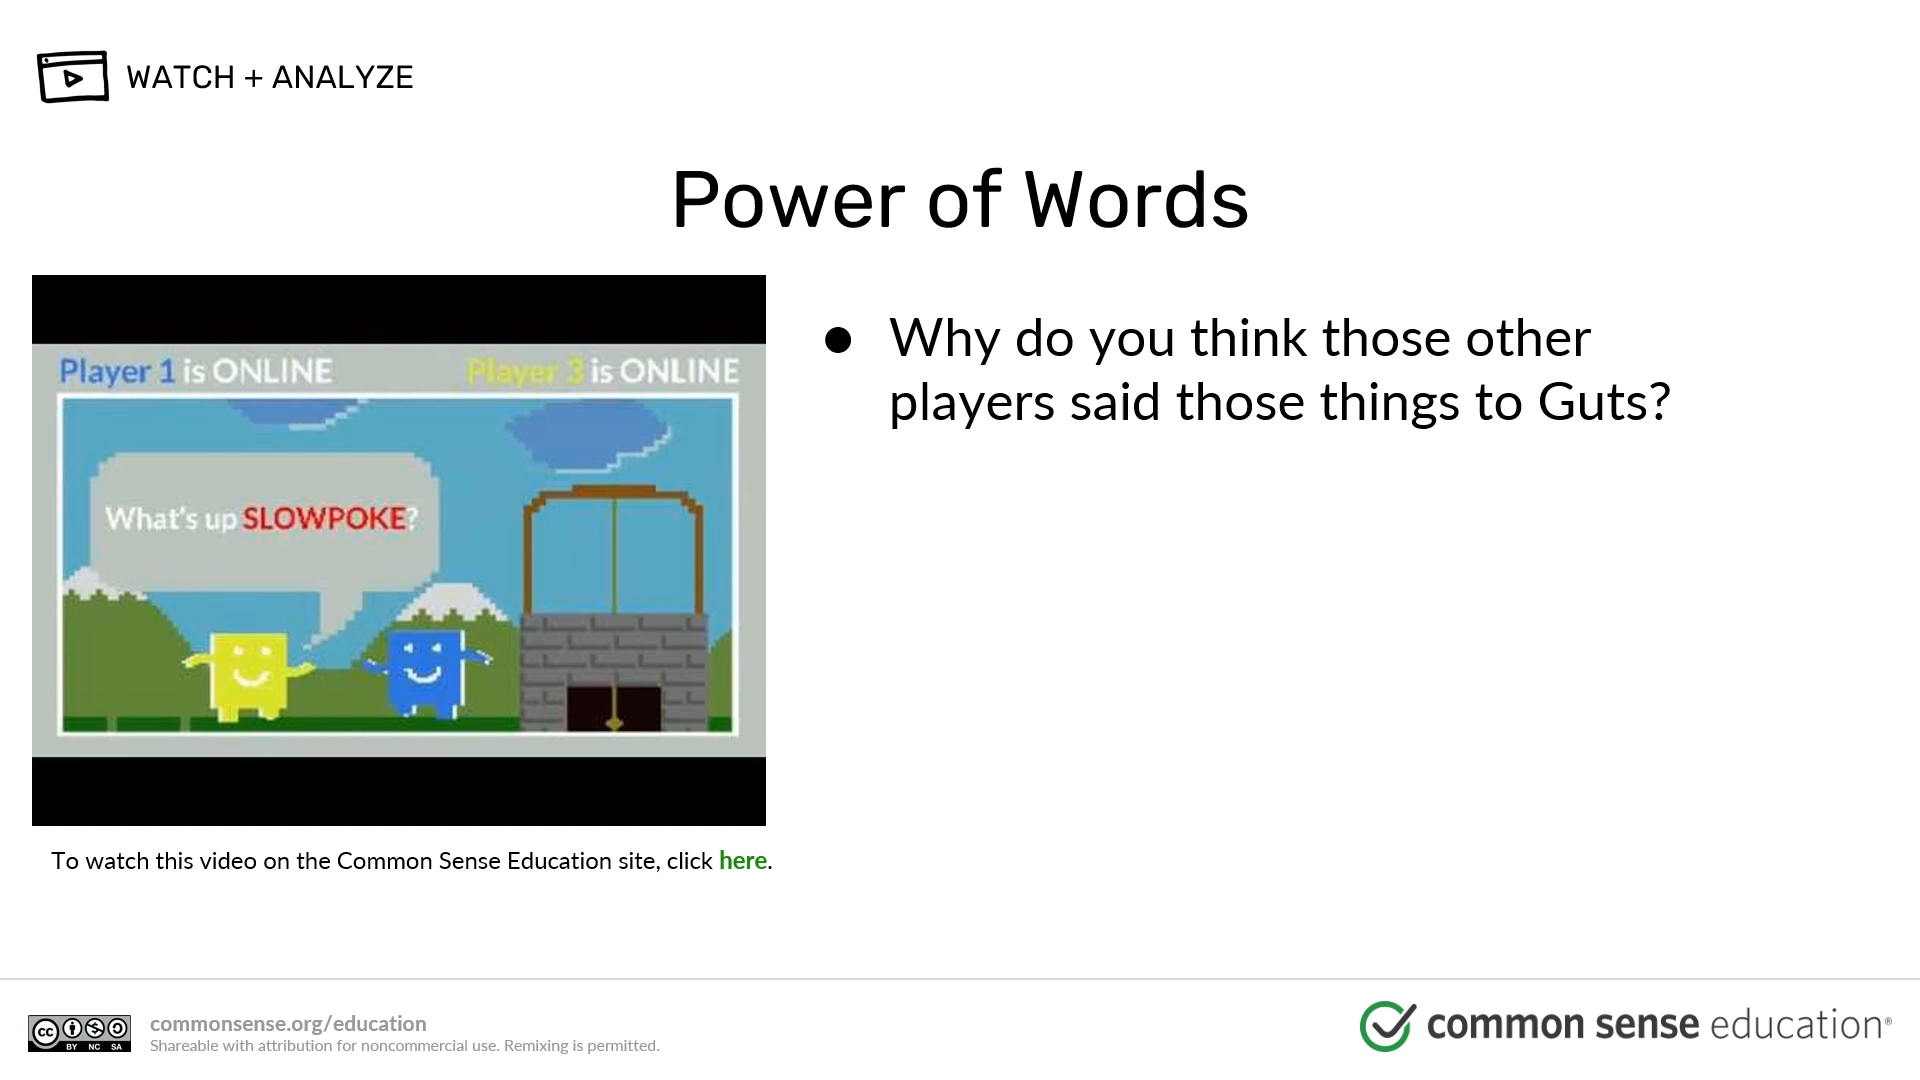 WATCH + ANALYZE
Power of Words
Player 1 is ONLINE
Player 3 is ONLINE
What's up SLOWPOKE?
To watch this video on the Common Sense Education site, click here.
● Why do you think those other
players said those things to Guts?
cc
BY NC SA
commonsense.org/education
Shareable with attribution for noncommercial use. Remixing is permitted.
common sense education®